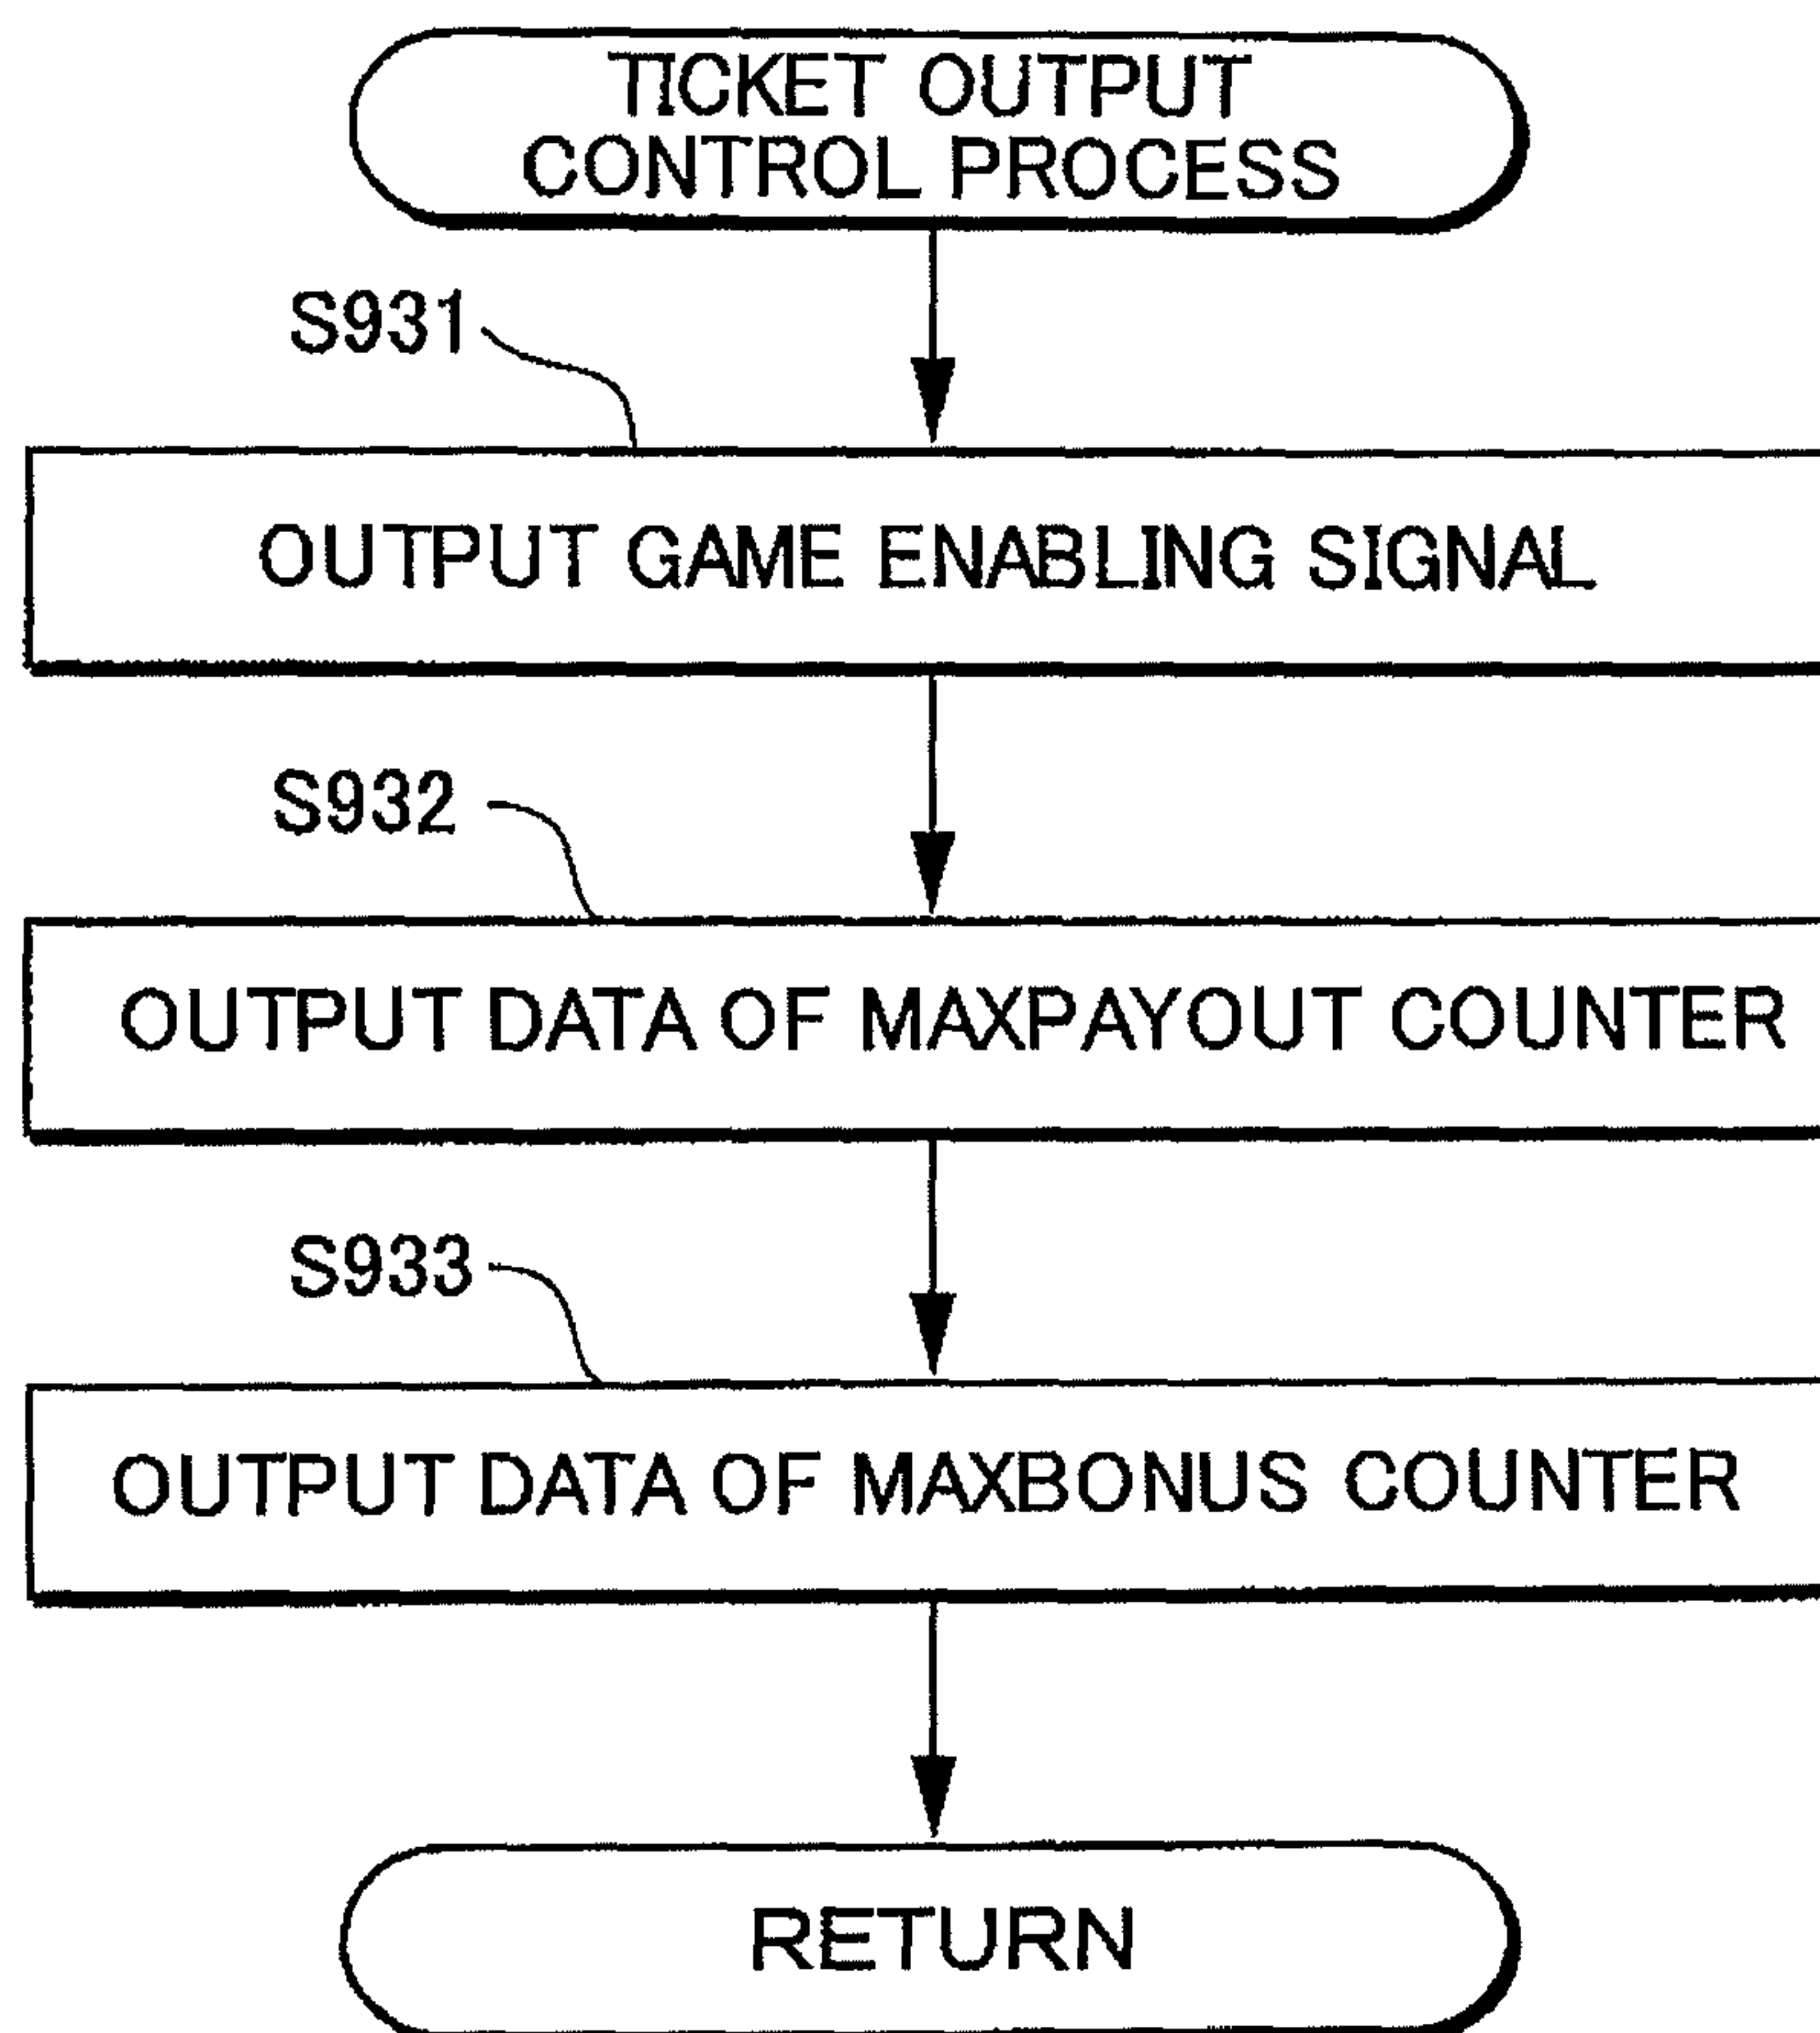 TICKET OUTPUT
CONTROL PROCESS
S931
OUTPUT GAME ENABLING SIGNAL
S932
OUTPUT DATA OF MAXPAYOUT COUNTER
S933
OUTPUT DATA OF MAXBONUS COUNTER
RETURN